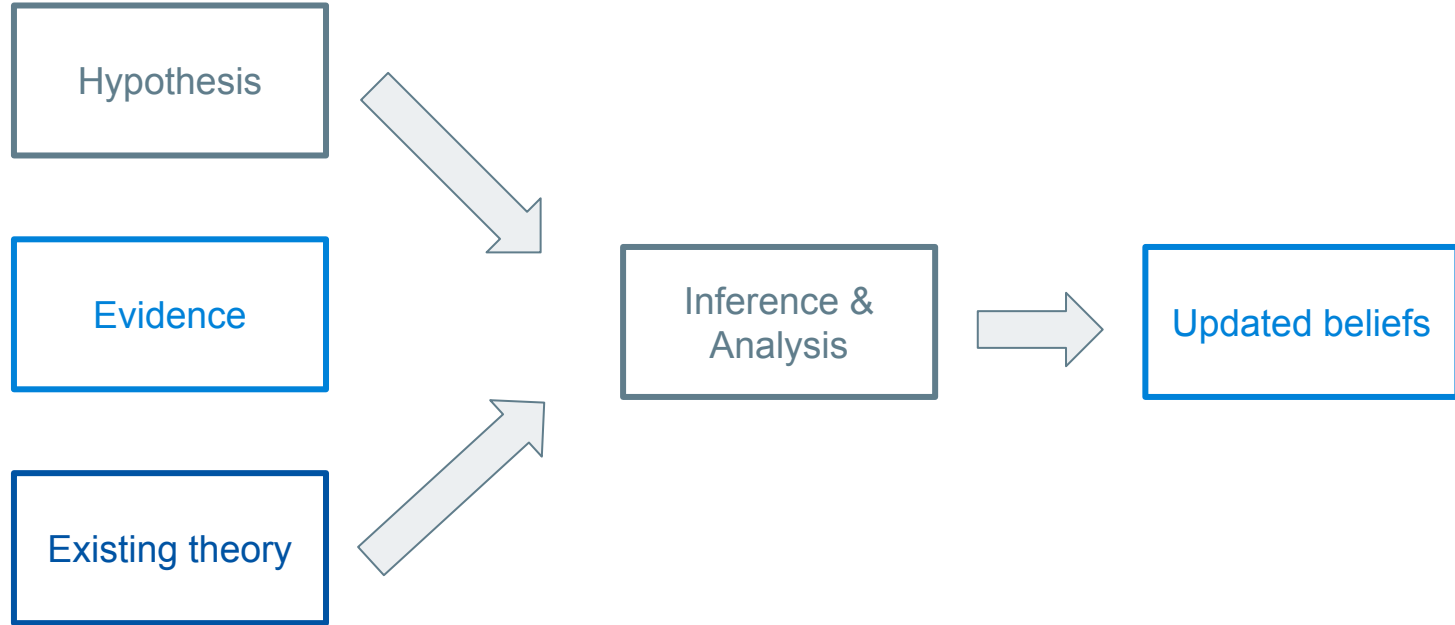 Hypothesis
Evidence
Existing theory
Inference &
Analysis
Updated beliefs